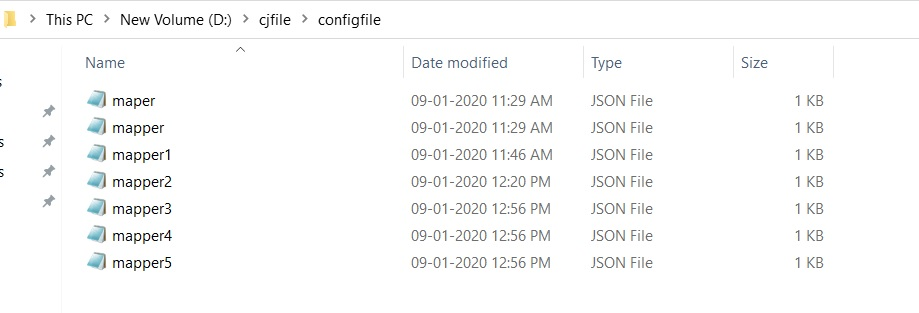 This PC > New Volume (D:) > cjfile > configfile
Name Date modified Type Size
maper 09-01-2020 11:29 AM JSON File 1 KB
mapper 09-01-2020 11:29 AM JSON File 1 KB
mapper1 09-01-2020 11:46 AM JSON File 1 KB
mapper2 09-01-2020 12:20 PM JSON File 1 KB
mapper3 09-01-2020 12:56 PM JSON File 1 KB
mapper4 09-01-2020 12:56 PM JSON File 1 KB
mapper5 09-01-2020 12:56 PM JSON File 1 KB